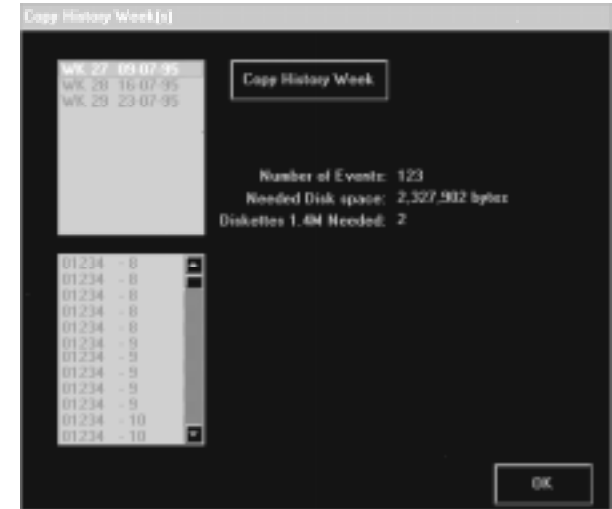 Copy History Week(s)
WK 27 09-07-95
WK 28 16-07-95
WK 29 23-07-95
Copy History Week
Number of Events: 123
Needed Disk space: 2,327,902 bytes
Diskettes 1.4M Needed: 2
01234 - 8
01234 - 8
01234 - 8
01234 - 8
01234 - 8
01234 - 9
01234 - 9
01234 - 9
01234 - 9
01234 - 9
01234 - 10
01234 - 10
OK